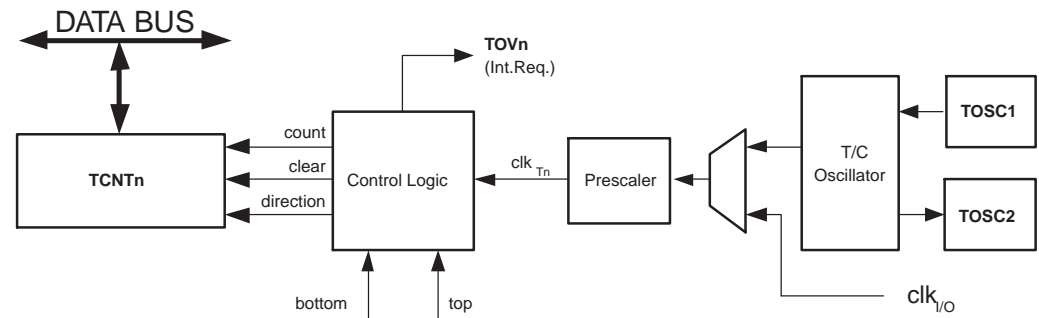 DATA BUS
TOVn
(Int.Req.)
TOSC1
count
TCNTn
clear
Control Logic
clk Tn
Prescaler
T/C
Oscillator
direction
TOSC2
bottom
top
clk I/O